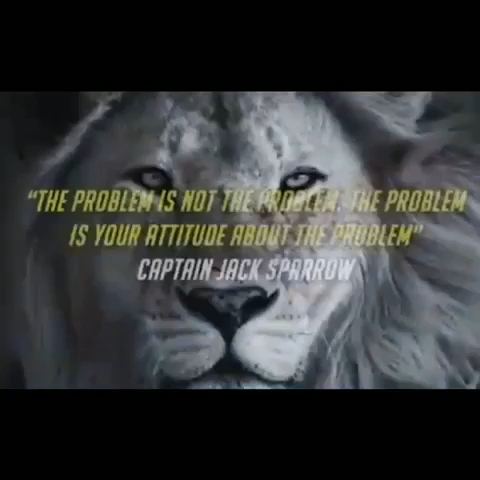 "THE PROBLEM IS NOT THE PROBLEM. THE PROBLEM
IS YOUR ATTITUDE ABOUT THE PROBLEM"
CAPTAIN JACK SPARROW